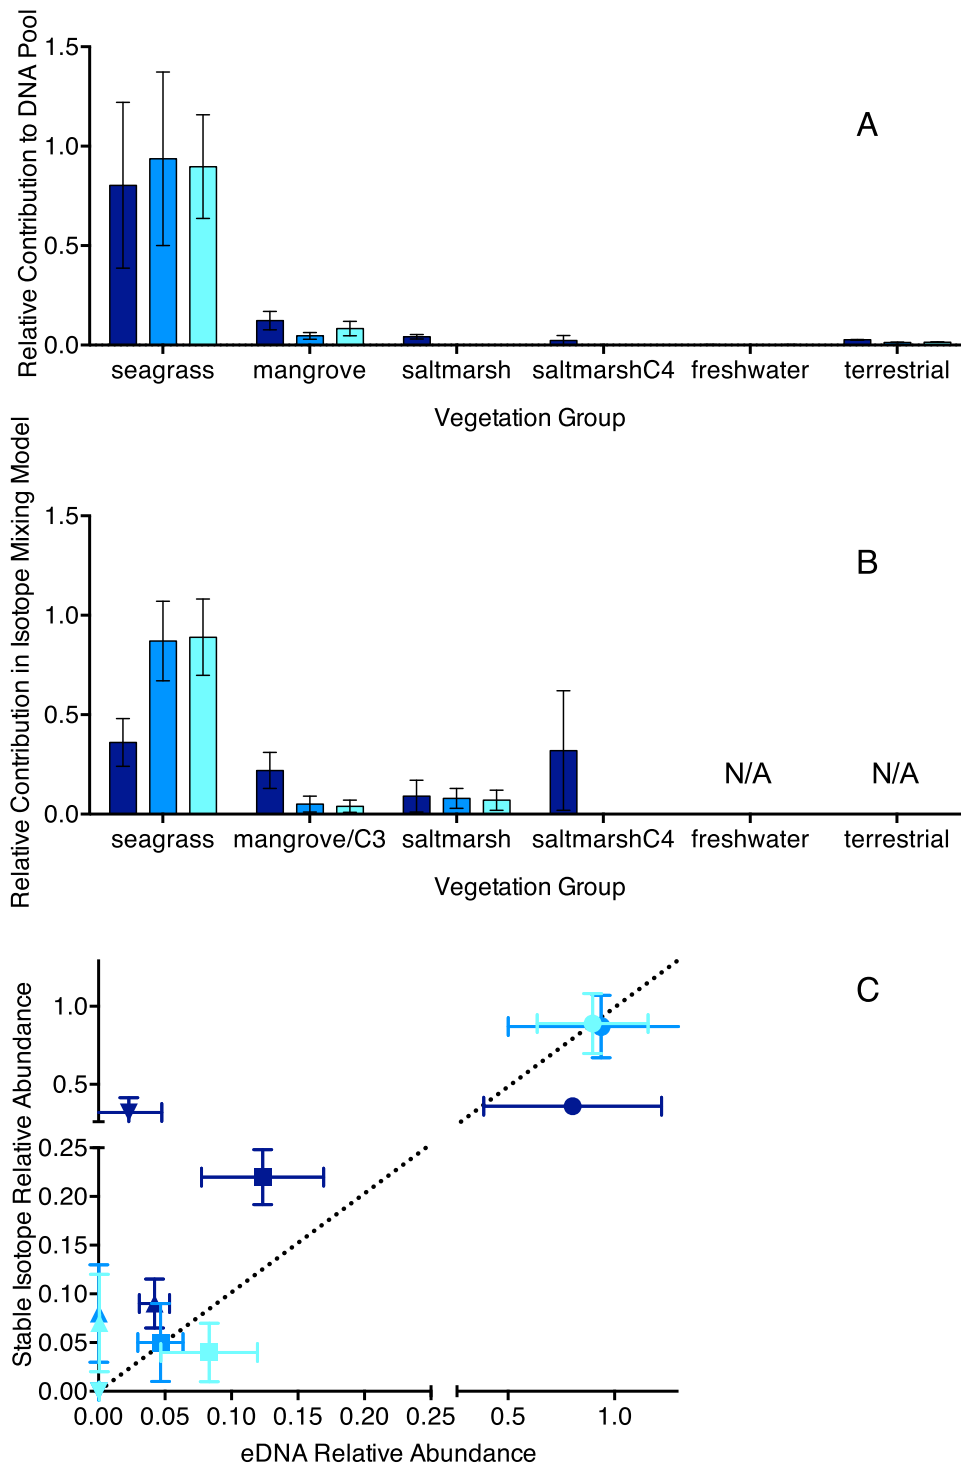 Relative Contribution to DNA Pool
1.5
1.0
0.5
0.0
A
seagrass mangrove saltmarsh saltmarshC4 freshwater terrestrial
Vegetation Group
Relative Contribution in Isotope Mixing Model
1.5
1.0
0.5
0.0
B
N/A N/A
seagrass mangrove/C3 saltmarsh saltmarshC4 freshwater terrestrial
Vegetation Group
Stable Isotope Relative Abundance
1.0
0.5
0.25
0.20
0.15
0.10
0.05
0.00
C
0.00 0.05 0.10 0.15 0.20 0.25 0.5 1.0
eDNA Relative Abundance